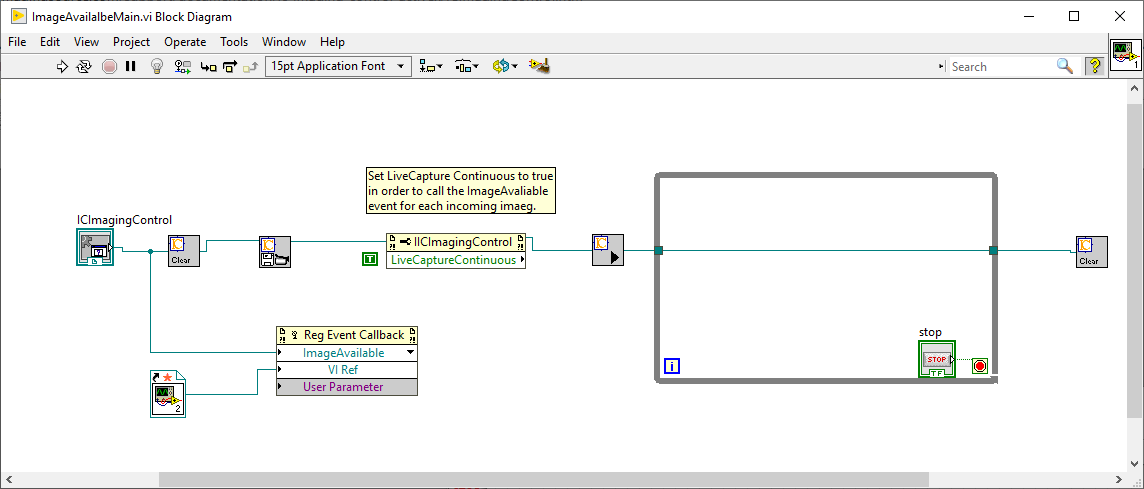 ImageAvailalbeMain.vi Block Diagram
File Edit View Project Operate Tools Window Help
15pt Application Font
Search
?
1
Set LiveCapture Continuous to true
in order to call the ImageAvaliable
event for each incoming imaeg.
ICImagingControl
Clear
IICImagingControl
T
LiveCaptureContinuous
Clear
Reg Event Callback
ImageAvailable
VI Ref
User Parameter
2
stop
STOP
TF
i